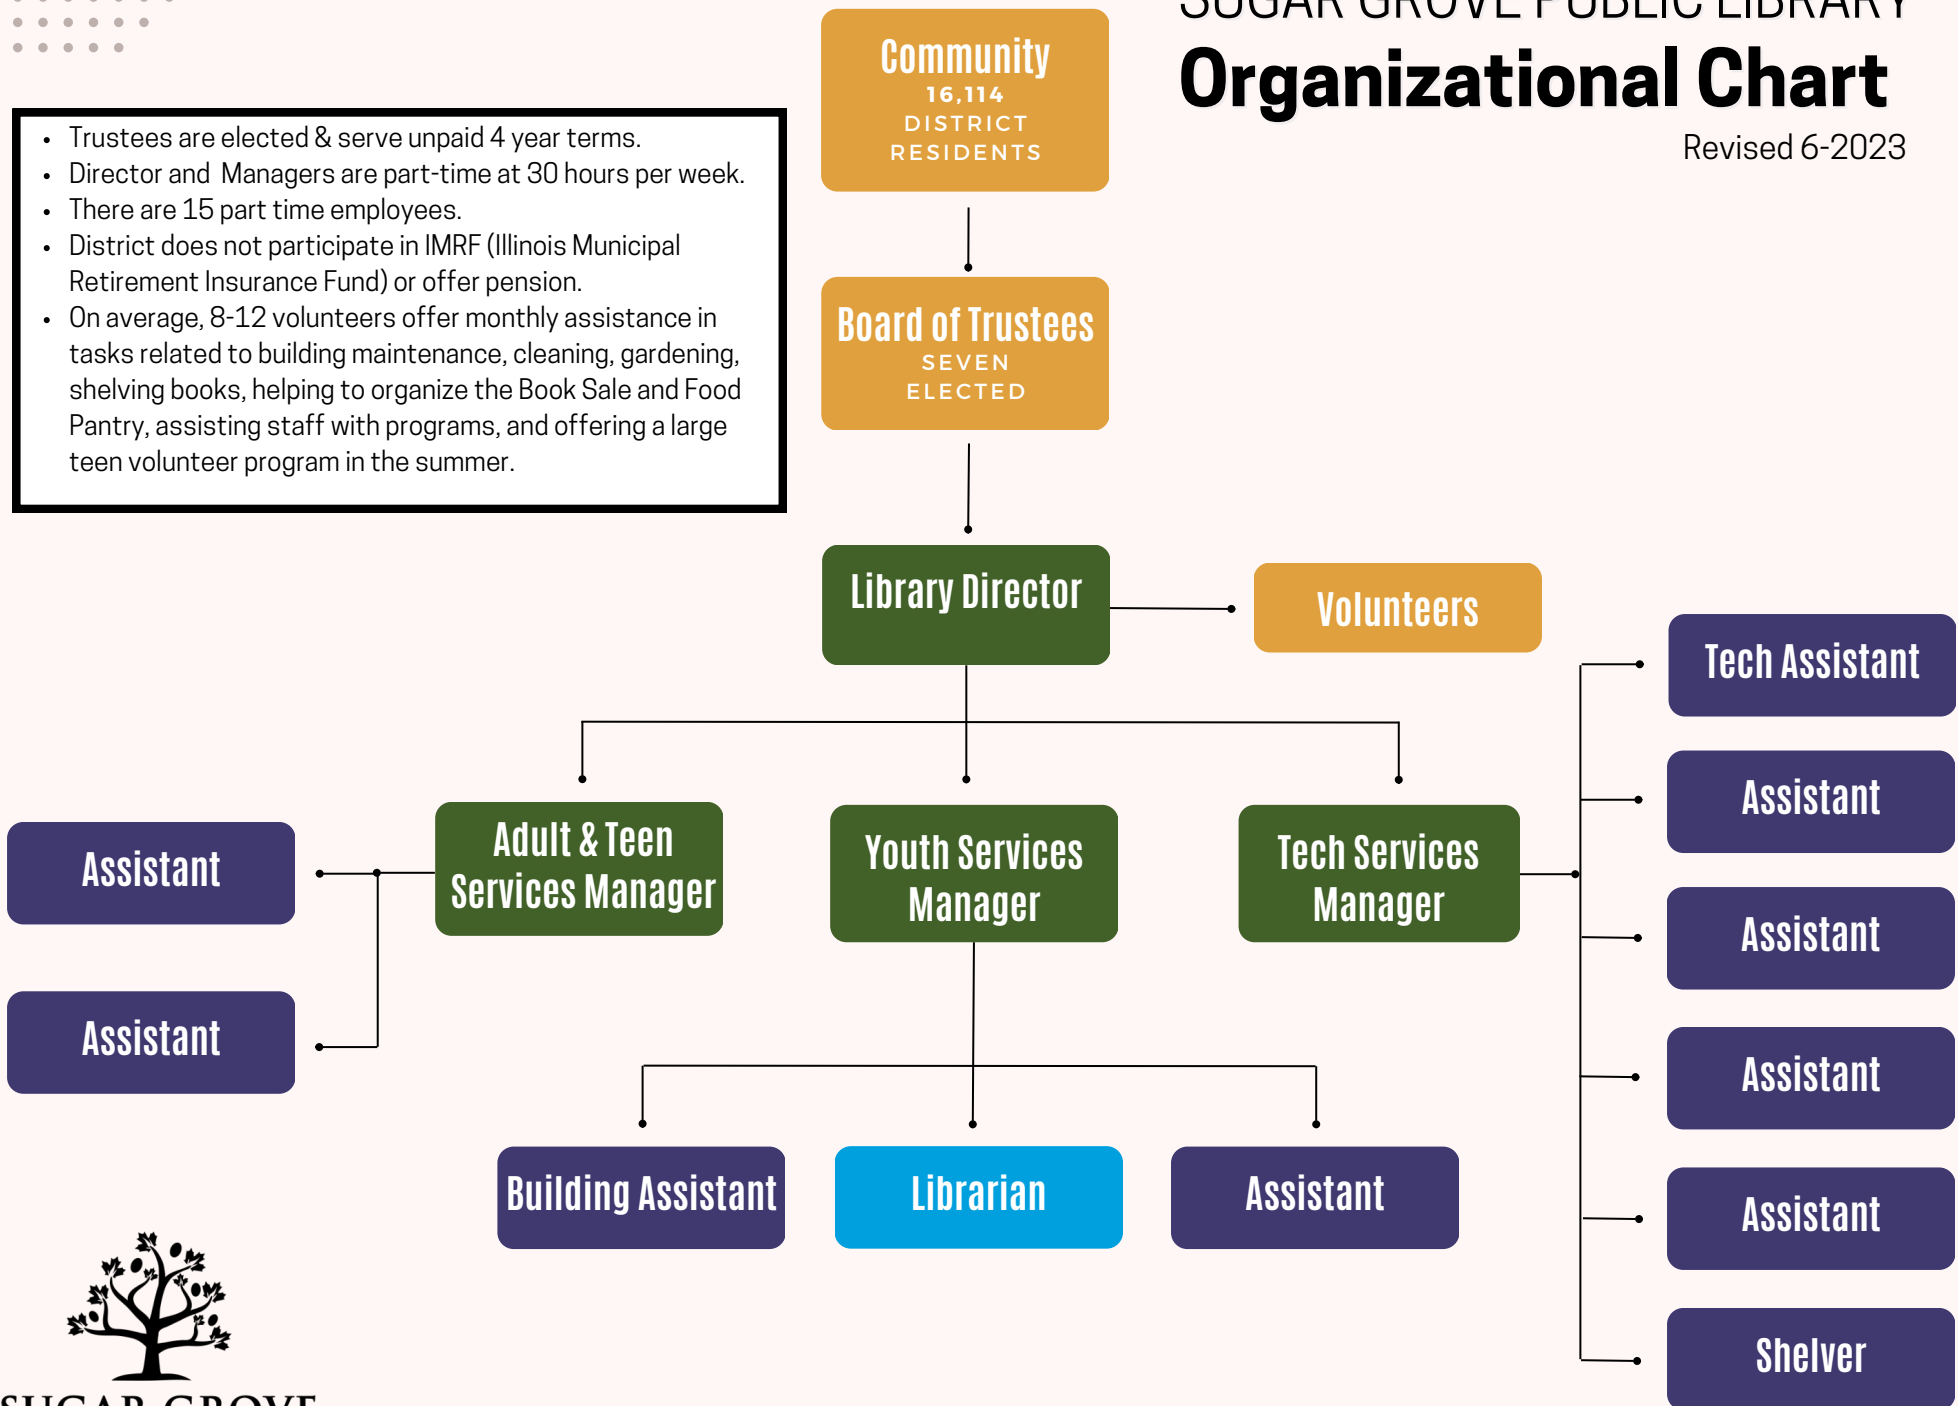 SUGAR GROVE PUBLIC LIBRARY
Organizational Chart
Revised 6-2023
Community
16,114
DISTRICT
RESIDENTS
• Trustees are elected & serve unpaid 4 year terms.
• Director and Managers are part-time at 30 hours per week.
• There are 15 part time employees.
• District does not participate in IMRF (Illinois Municipal
Retirement Insurance Fund) or offer pension.
• On average, 8-12 volunteers offer monthly assistance in
tasks related to building maintenance, cleaning, gardening,
shelving books, helping to organize the Book Sale and Food
Pantry, assisting staff with programs, and offering a large
teen volunteer program in the summer.
Board of Trustees
SEVEN
ELECTED
Library Director
Volunteers
Adult & Teen
Services Manager
Youth Services
Manager
Tech Services
Manager
Assistant
Assistant
Building Assistant
Librarian
Assistant
Tech Assistant
Assistant
Assistant
Assistant
Assistant
Shelver
SUGAR GROVE